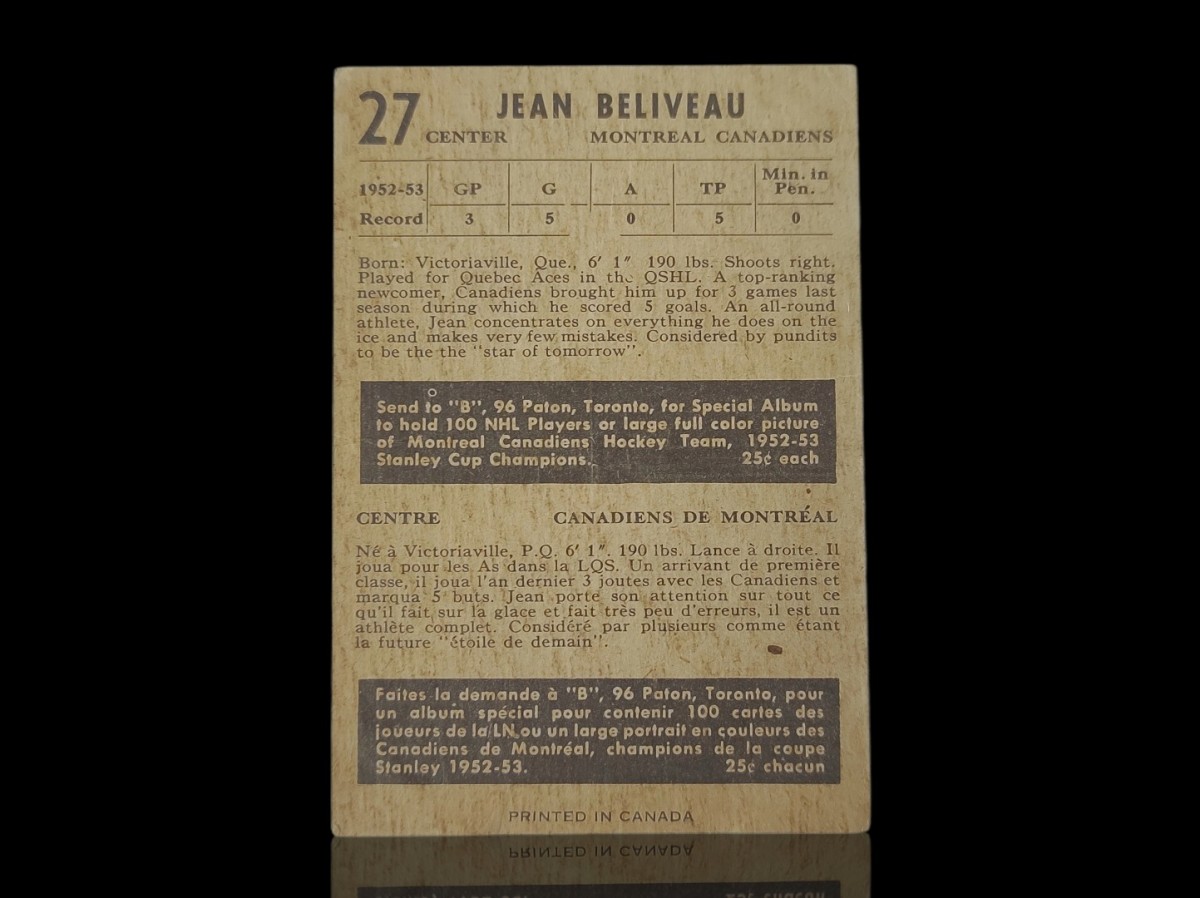 27 JEAN BELIVEAU
CENTER MONTREAL CANADIENS
1952-53 GP G A TP Min. in Pen.
Record 3 5 0 5 0
Born: Victoriaville, Que., 6' 1" 190 lbs. Shoots right.
Played for Quebec Aces in the QSHL. A top-ranking
newcomer, Canadiens brought him up for 3 games last
season during which he scored 5 goals. An all-round
athlete, Jean concentrates on everything he does on the
ice and makes very few mistakes. Considered by pundits
to be the the "star of tomorrow".
Send to "B", 96 Paton, Toronto, for Special Album
to hold 100 NHL Players or large full color picture
of Montreal Canadiens Hockey Team, 1952-53
Stanley Cup Champions. 25¢ each
CENTRE CANADIENS DE MONTRÉAL
Né à Victoriaville, P.Q. 6' 1". 190 lbs. Lance à droite. Il
joua pour les As dans la LQS. Un arrivant de première
classe, il joua l'an dernier 3 joutes avec les Canadiens et
marqua 5 buts. Jean porte son attention sur tout ce
qu'il fait sur la glace et fait très peu d'erreurs, il est un
athlète complet. Considéré par plusieurs comme étant
la future "étoile de demain".
Faites la demande à "B", 96 Paton, Toronto, pour
un album spécial pour contenir 100 cartes des
joueurs de la LN ou un large portrait en couleurs des
Canadiens de Montréal, champions de la coupe
Stanley 1952-53. 25¢ chacun
PRINTED IN CANADA